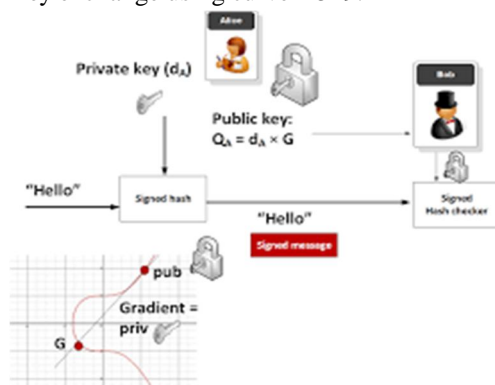 Alice
Private key (dA)
Bob
Public key:
QA = dA × G
"Hello"
Signed hash
Signed
Hash checker
"Hello"
Signed message
pub
Gradient =
priv
G